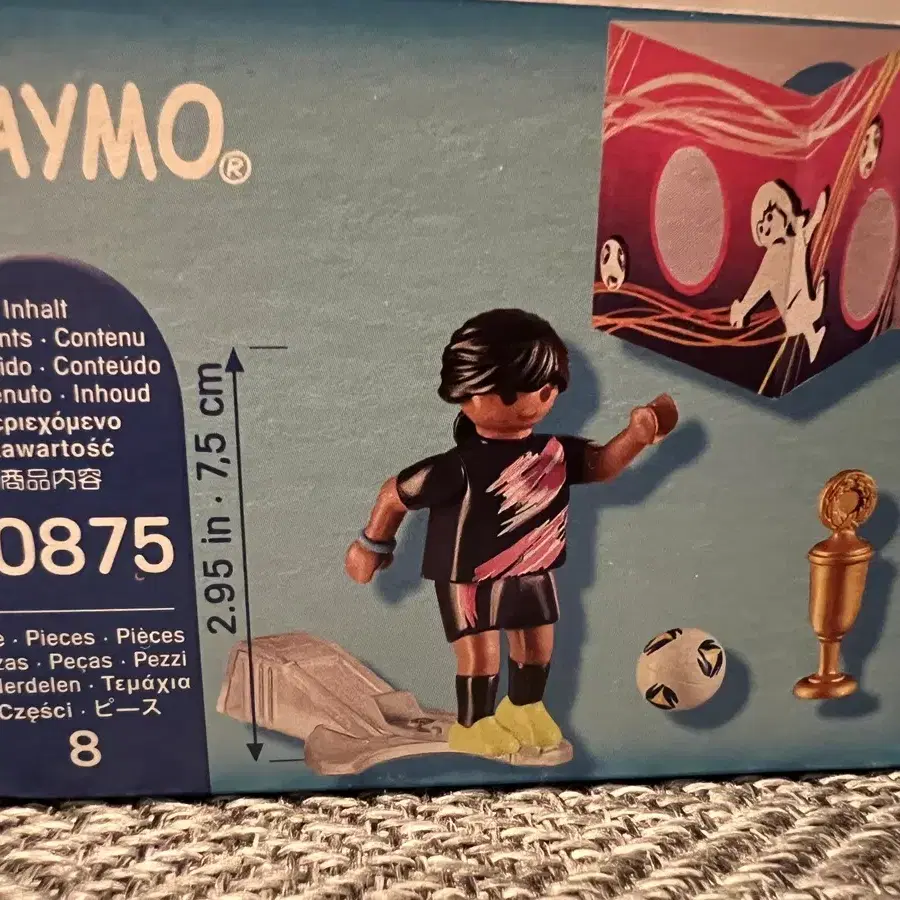 AYMO®
Inhalt
nts · Contenu
ido · Conteúdo
enuto · Inhoud
εριεχόμενο
awartość
商品内容
0875
e · Pieces · Pièces
zas · Peças · Pezzi
derdelen · Τεμάχια
Części · ピース
8
2.95 in · 7,5 cm